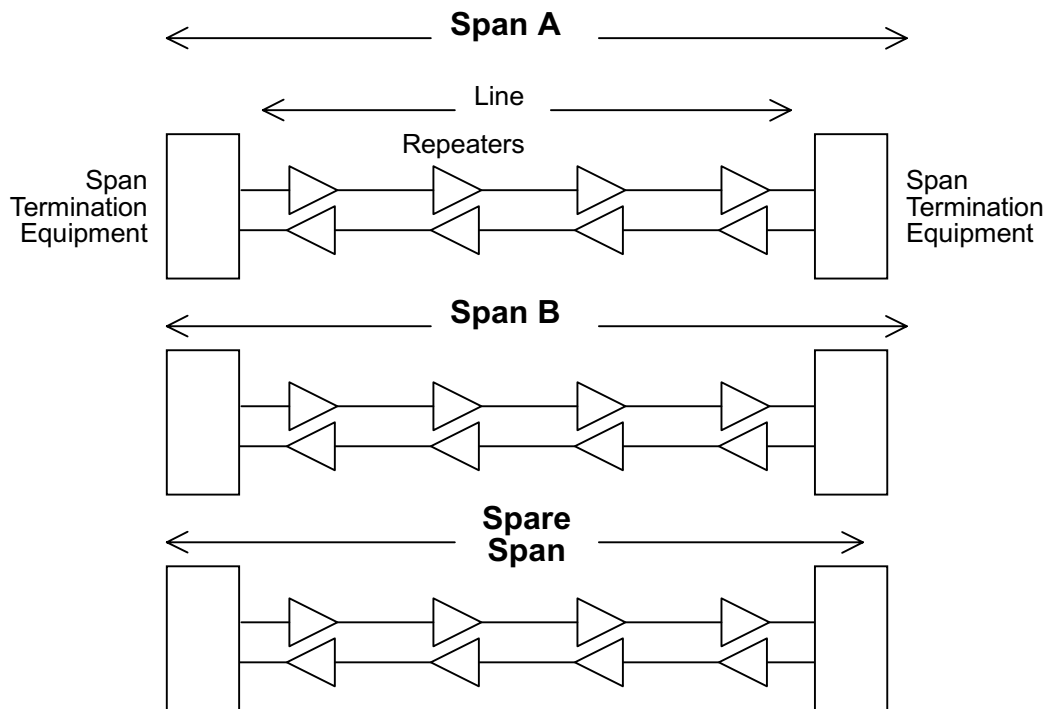 Span A
Line
Repeaters
Span
Termination
Equipment
Span
Termination
Equipment
Span B
Spare
Span